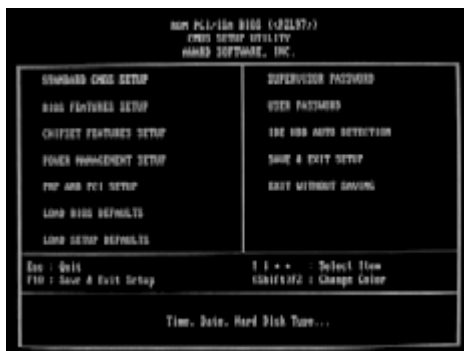 ROM PCI/ISA BIOS (<P2L97>)
CMOS SETUP UTILITY
AWARD SOFTWARE, INC.
STANDARD CMOS SETUP
BIOS FEATURES SETUP
CHIPSET FEATURES SETUP
POWER MANAGEMENT SETUP
PNP AND PCI SETUP
LOAD BIOS DEFAULTS
LOAD SETUP DEFAULTS
SUPERVISOR PASSWORD
USER PASSWORD
IDE HDD AUTO DETECTION
SAVE & EXIT SETUP
EXIT WITHOUT SAVING
Esc : Quit
F10 : Save & Exit Setup
↑ ↓ → ← : Select Item
(Shift)F2 : Change Color
Time, Date, Hard Disk Type...